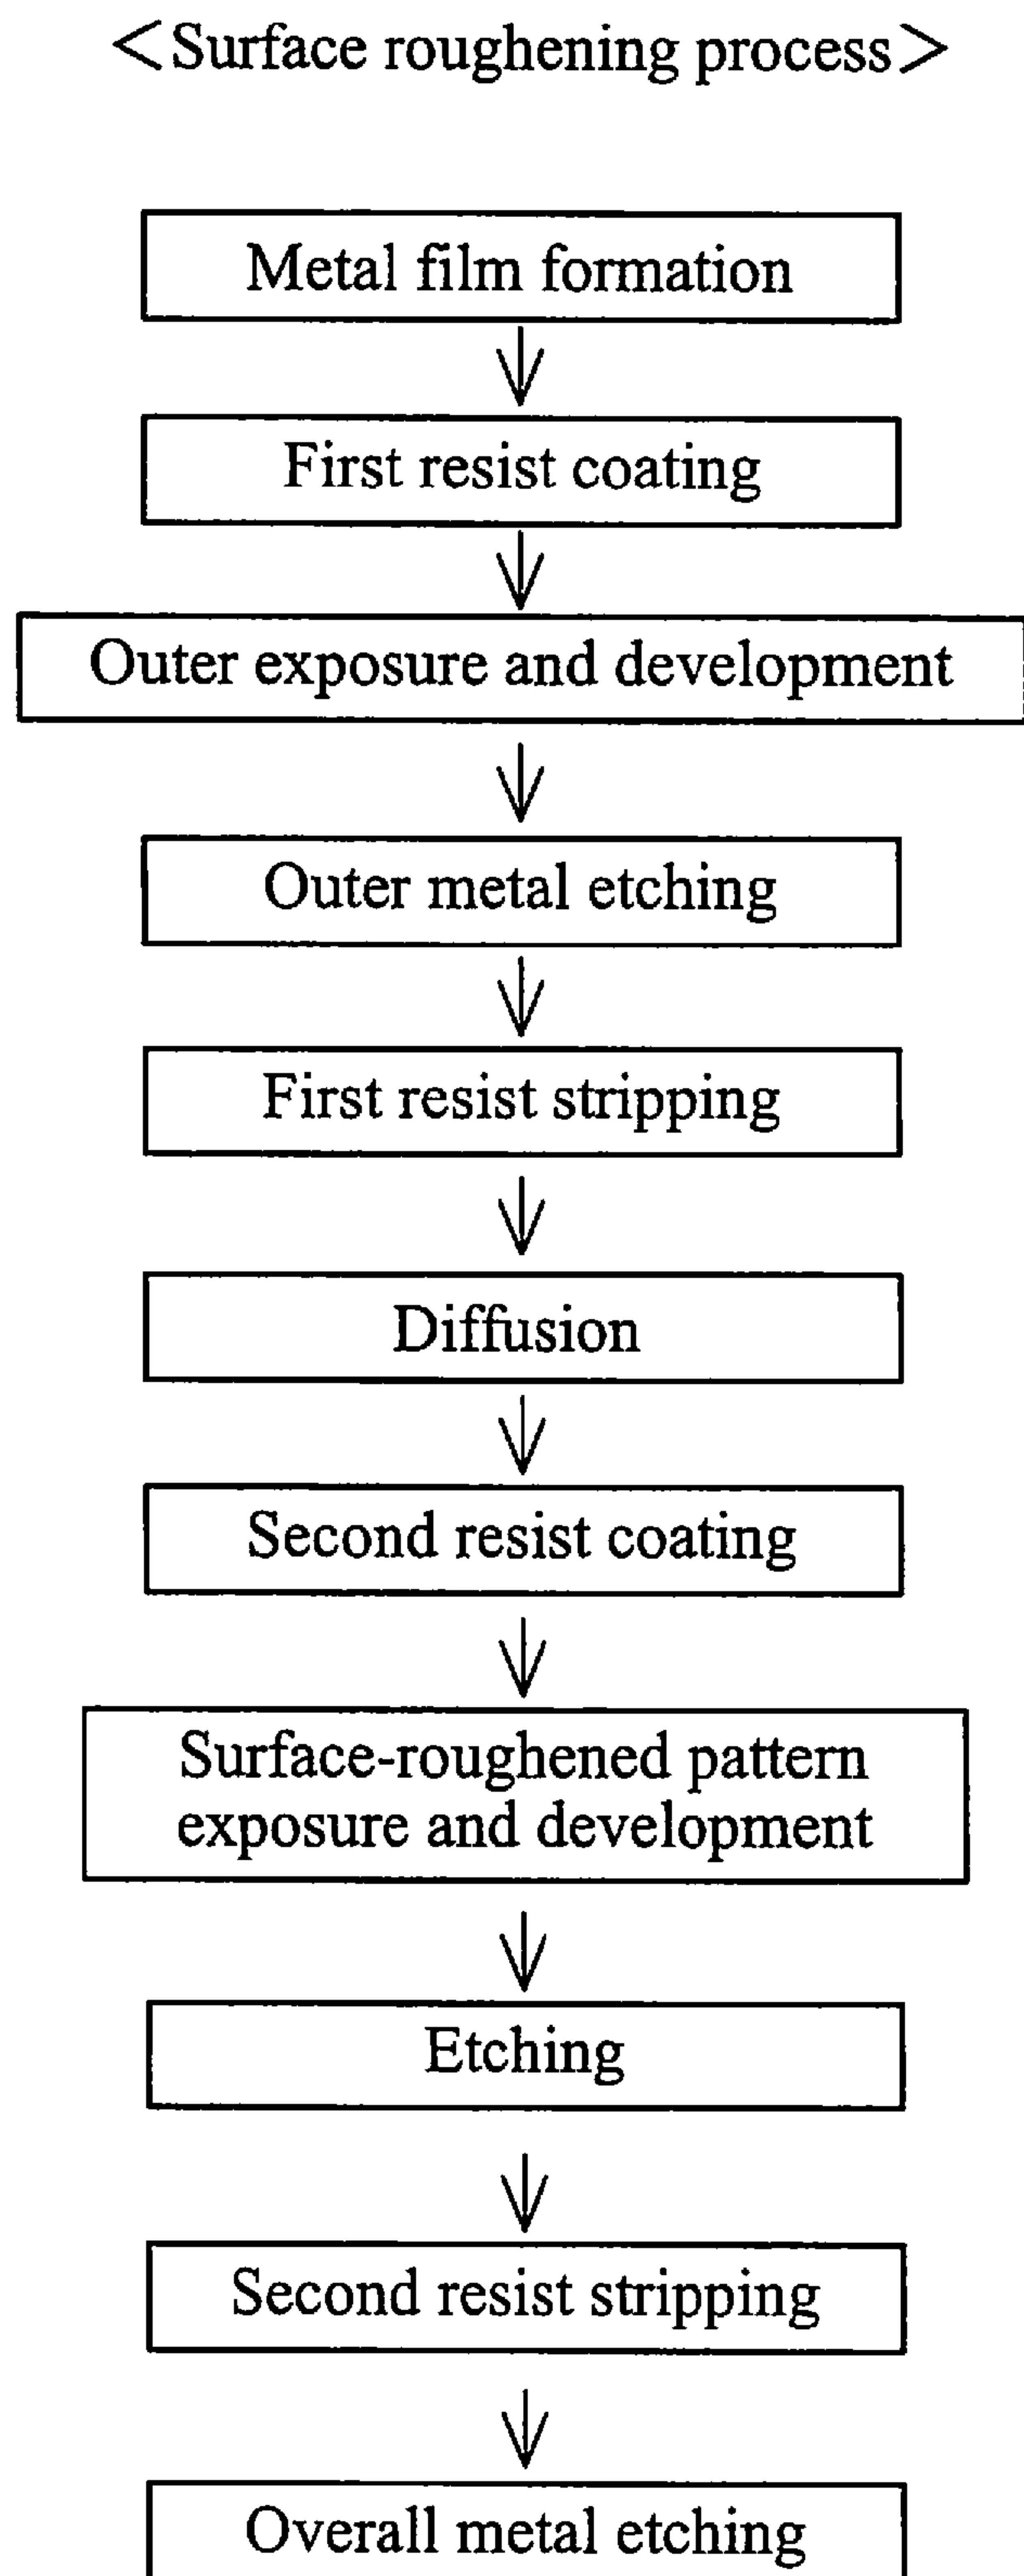 <Surface roughening process>
Metal film formation
First resist coating
Outer exposure and development
Outer metal etching
First resist stripping
Diffusion
Second resist coating
Surface-roughened pattern
exposure and development
Etching
Second resist stripping
Overall metal etching